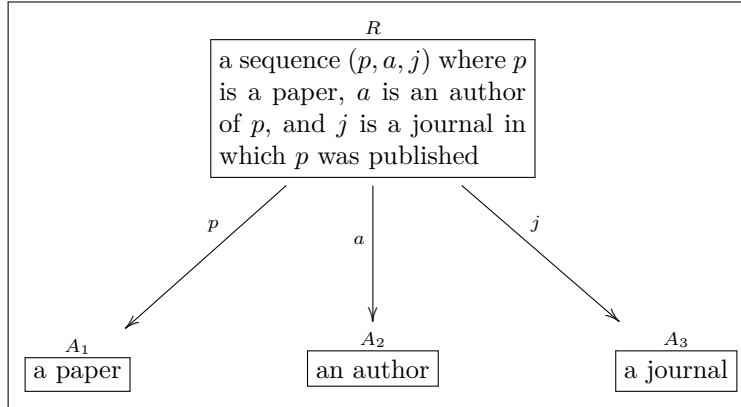 R
a sequence (p, a, j) where p
is a paper, a is an author
of p, and j is a journal in
which p was published
p
a
j
A₁
A₂
A₃
a paper
an author
a journal